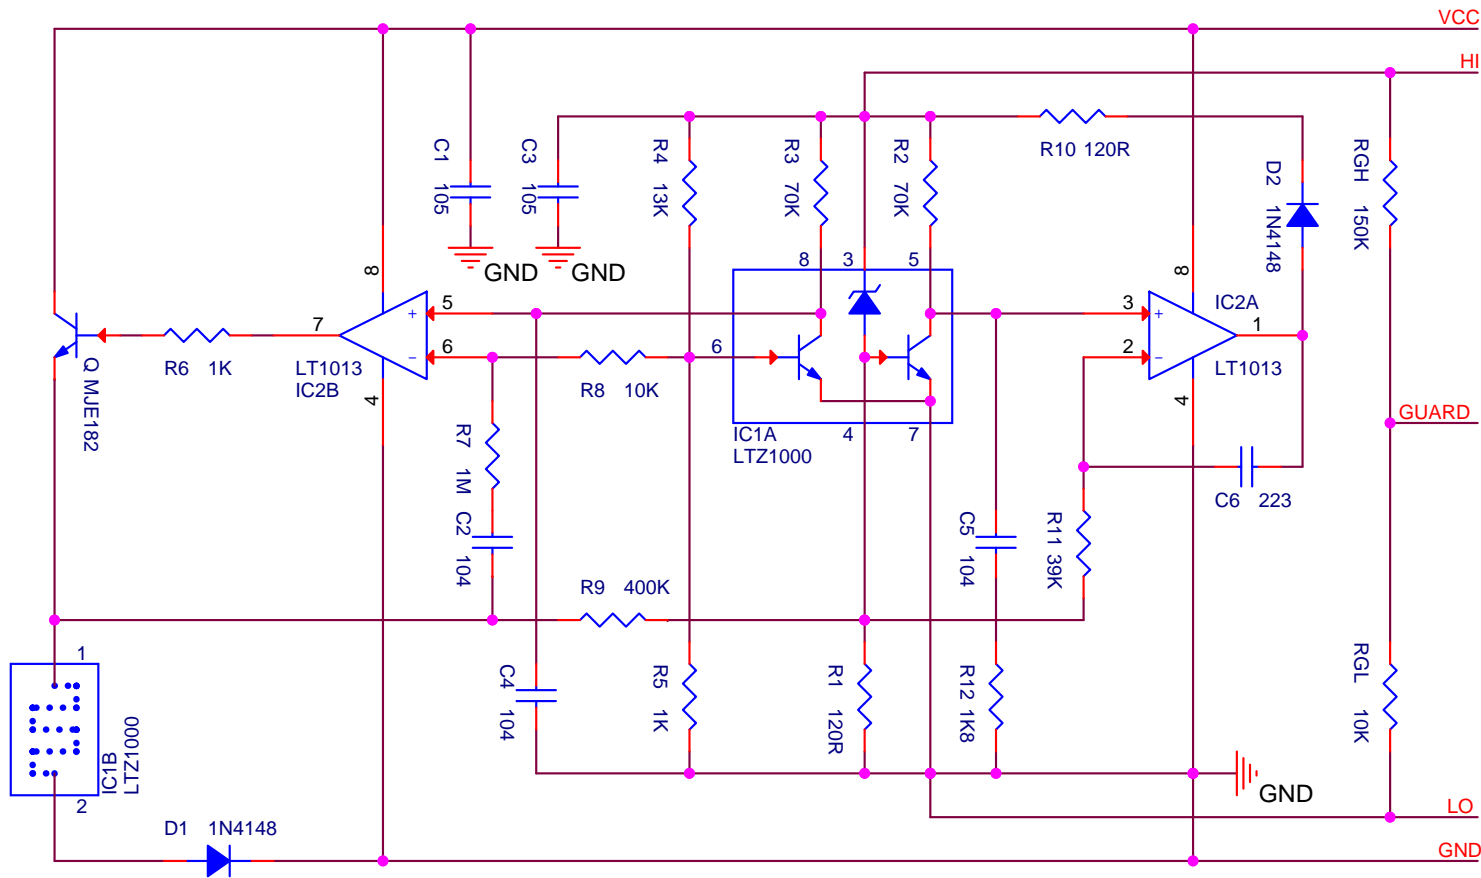 VCC
HI
C1 105
C3 105
R4 13K
R3 70K
R2 70K
R10 120R
D2 1N4148
RGH 150K
GND
GND
8
8 3 5
8
5
3
IC2A
7
6
6
2
1
Q MJE182
R6 1K
LT1013
IC2B
R8 10K
LT1013
4
4
GUARD
IC1A
4 7
LTZ1000
R7 1M
C2 104
C5 104
R11 39K
C6 223
R9 400K
1
C4 104
R5 1K
R1 120R
R12 1K8
RGL 10K
IC1B
LTZ1000
2
GND
LO
D1 1N4148
GND
+
−
+
−